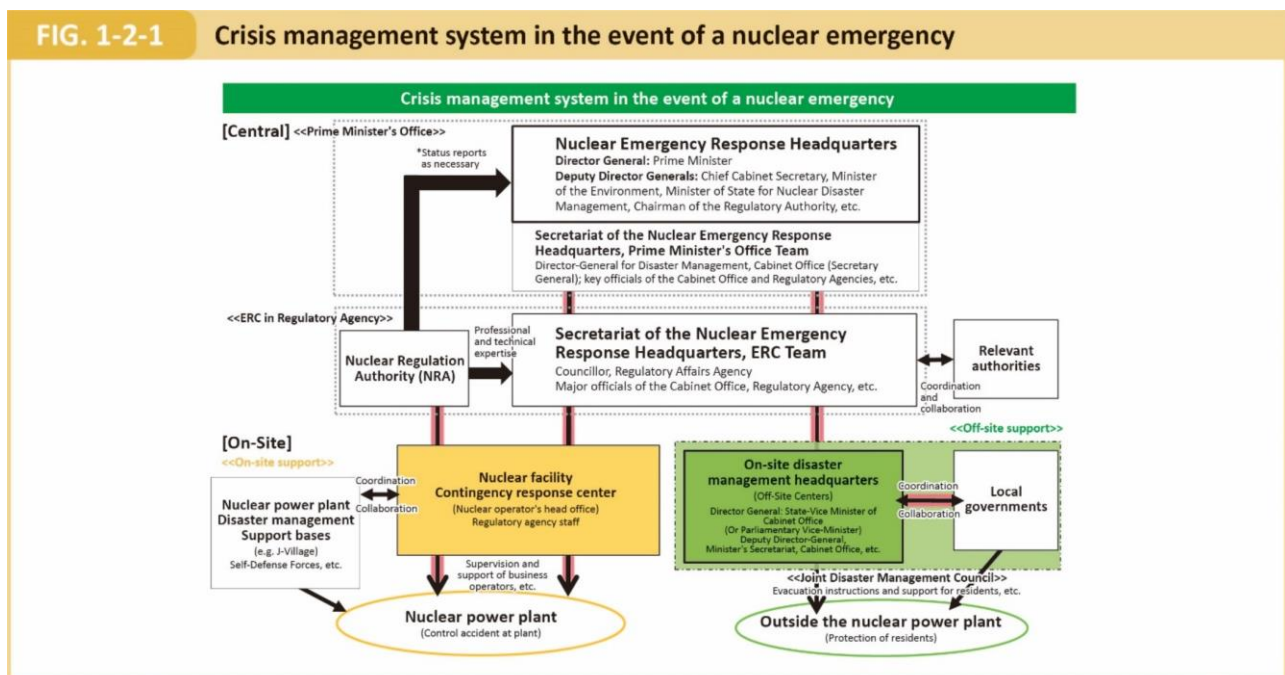 FIG. 1-2-1
Crisis management system in the event of a nuclear emergency
Crisis management system in the event of a nuclear emergency
[Central] <<Prime Minister's Office>>
*Status reports
as necessary
Nuclear Emergency Response Headquarters
Director General: Prime Minister
Deputy Director Generals: Chief Cabinet Secretary, Minister
of the Environment, Minister of State for Nuclear Disaster
Management, Chairman of the Regulatory Authority, etc.
Secretariat of the Nuclear Emergency Response
Headquarters, Prime Minister's Office Team
Director-General for Disaster Management, Cabinet Office (Secretary
General); key officials of the Cabinet Office and Regulatory Agencies, etc.
<<ERC in Regulatory Agency>>
Nuclear Regulation
Authority (NRA)
Professional
and technical
expertise
Secretariat of the Nuclear Emergency
Response Headquarters, ERC Team
Councillor, Regulatory Affairs Agency
Major officials of the Cabinet Office, Regulatory Agency, etc.
Relevant
authorities
Coordination
and
collaboration
[On-Site]
<<On-site support>>
<<Off-site support>>
Nuclear power plant
Disaster management
Support bases
(e.g. J-Village)
Self-Defense Forces, etc.
Coordination
Collaboration
Nuclear facility
Contingency response center
(Nuclear operator's head office)
Regulatory agency staff
On-site disaster
management headquarters
(Off-Site Centers)
Director General: State-Vice Minister of
Cabinet Office
(Or Parliamentary Vice-Minister)
Deputy Director-General,
Minister's Secretariat, Cabinet Office, etc.
Coordination
Collaboration
Local
governments
Supervision and
support of business
operators, etc.
<<Joint Disaster Management Council>>
Evacuation instructions and support for residents, etc.
Nuclear power plant
(Control accident at plant)
Outside the nuclear power plant
(Protection of residents)